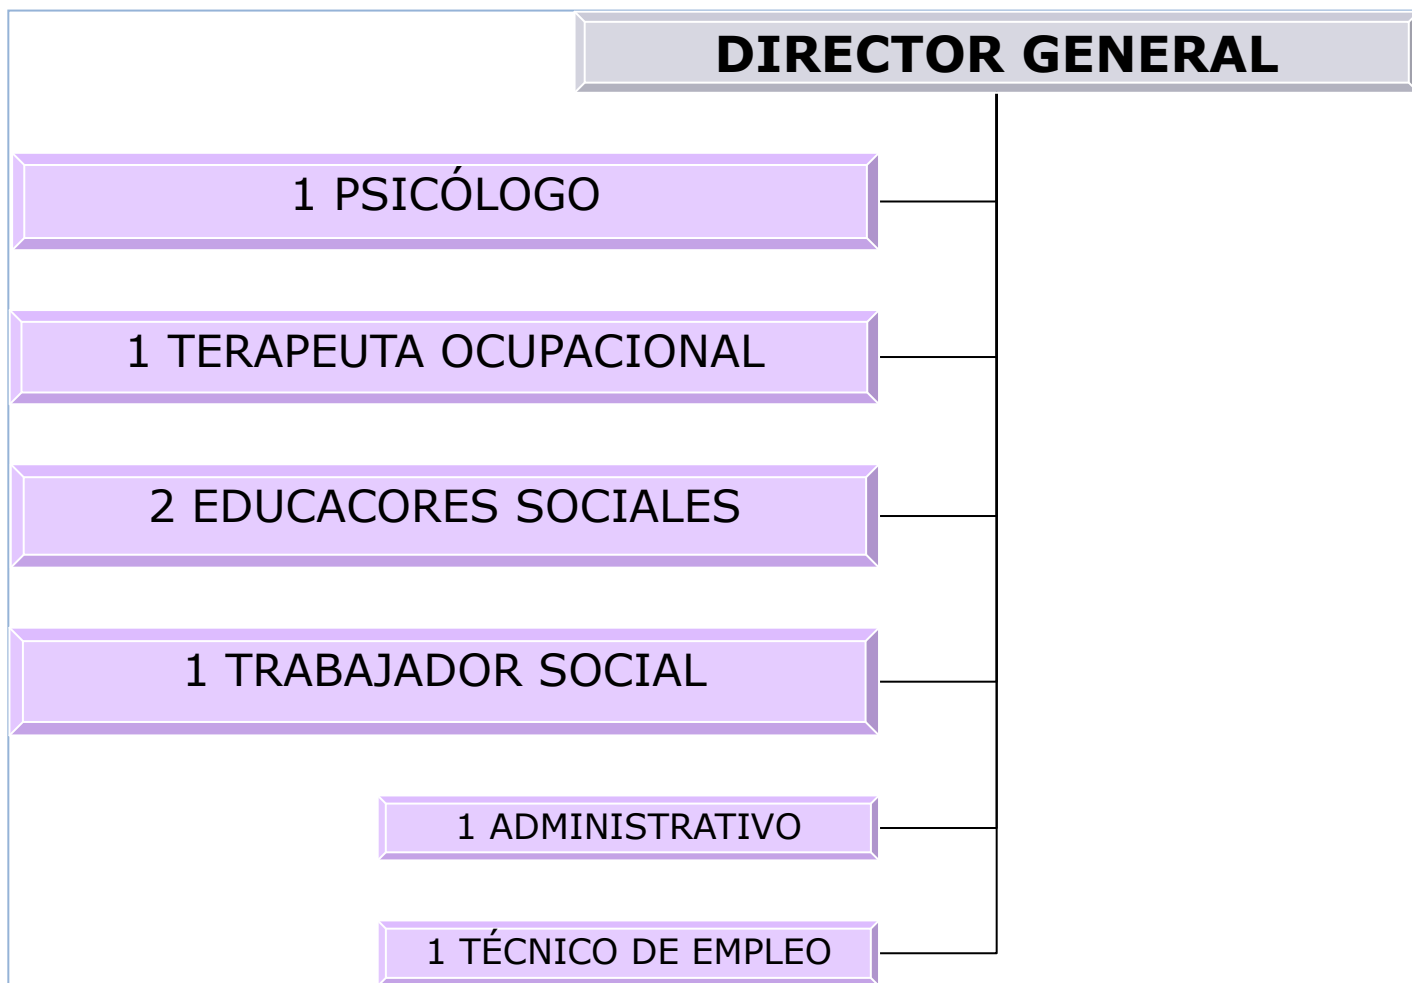 DIRECTOR GENERAL
1 PSICÓLOGO
1 TERAPEUTA OCUPACIONAL
2 EDUCACORES SOCIALES
1 TRABAJADOR SOCIAL
1 ADMINISTRATIVO
1 TÉCNICO DE EMPLEO